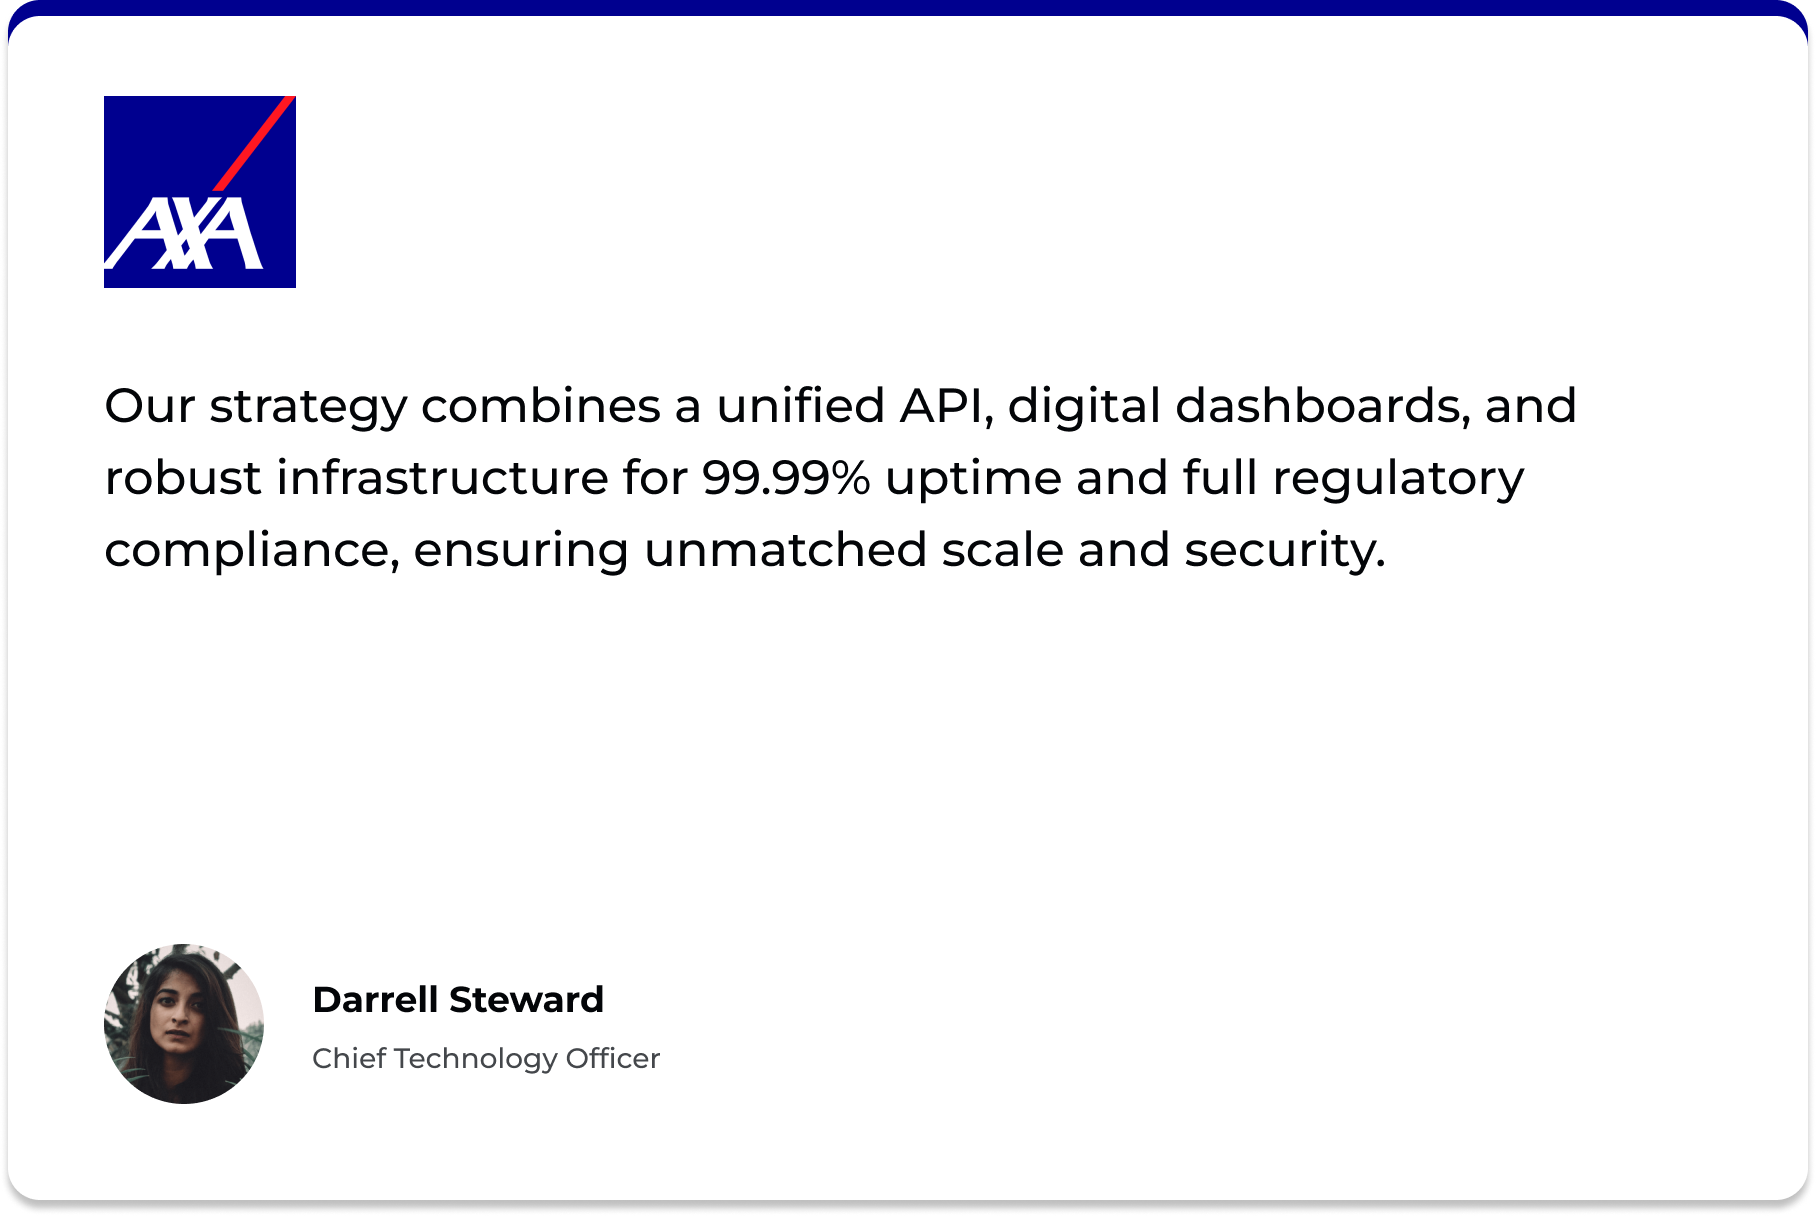 AXA
Our strategy combines a unified API, digital dashboards, and
robust infrastructure for 99.99% uptime and full regulatory
compliance, ensuring unmatched scale and security.
Darrell Steward
Chief Technology Officer